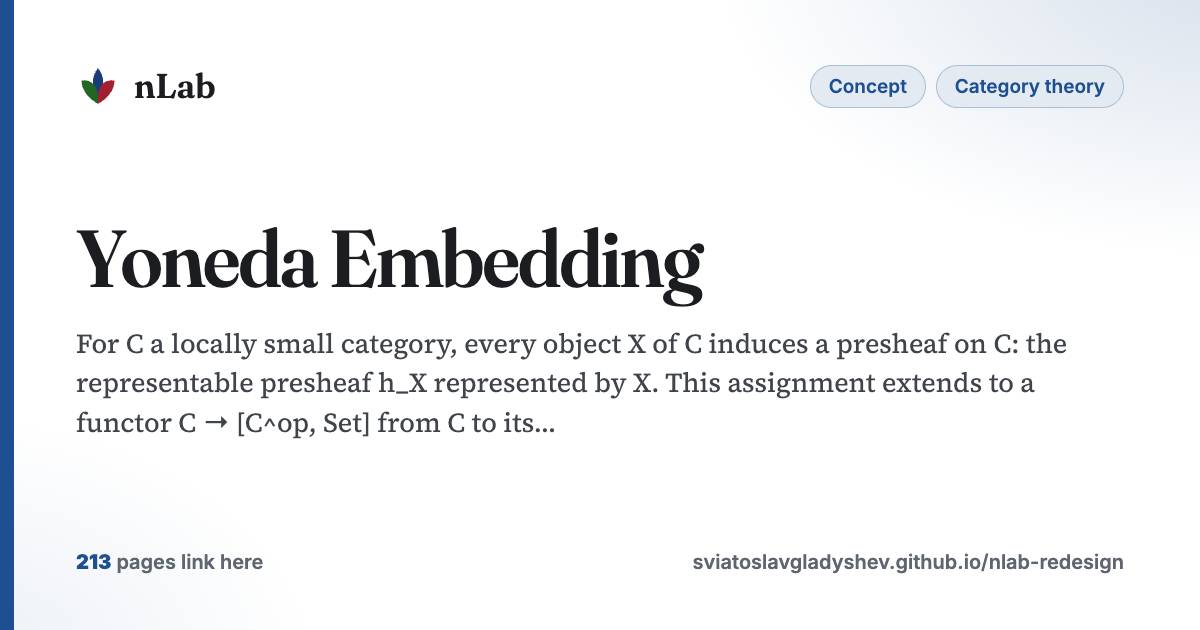 nLab
Concept
Category theory
Yoneda Embedding
For C a locally small category, every object X of C induces a presheaf on C: the
representable presheaf h_X represented by X. This assignment extends to a
functor C → [C^op, Set] from C to its...
213 pages link here
sviatoslavgladyshev.github.io/nlab-redesign